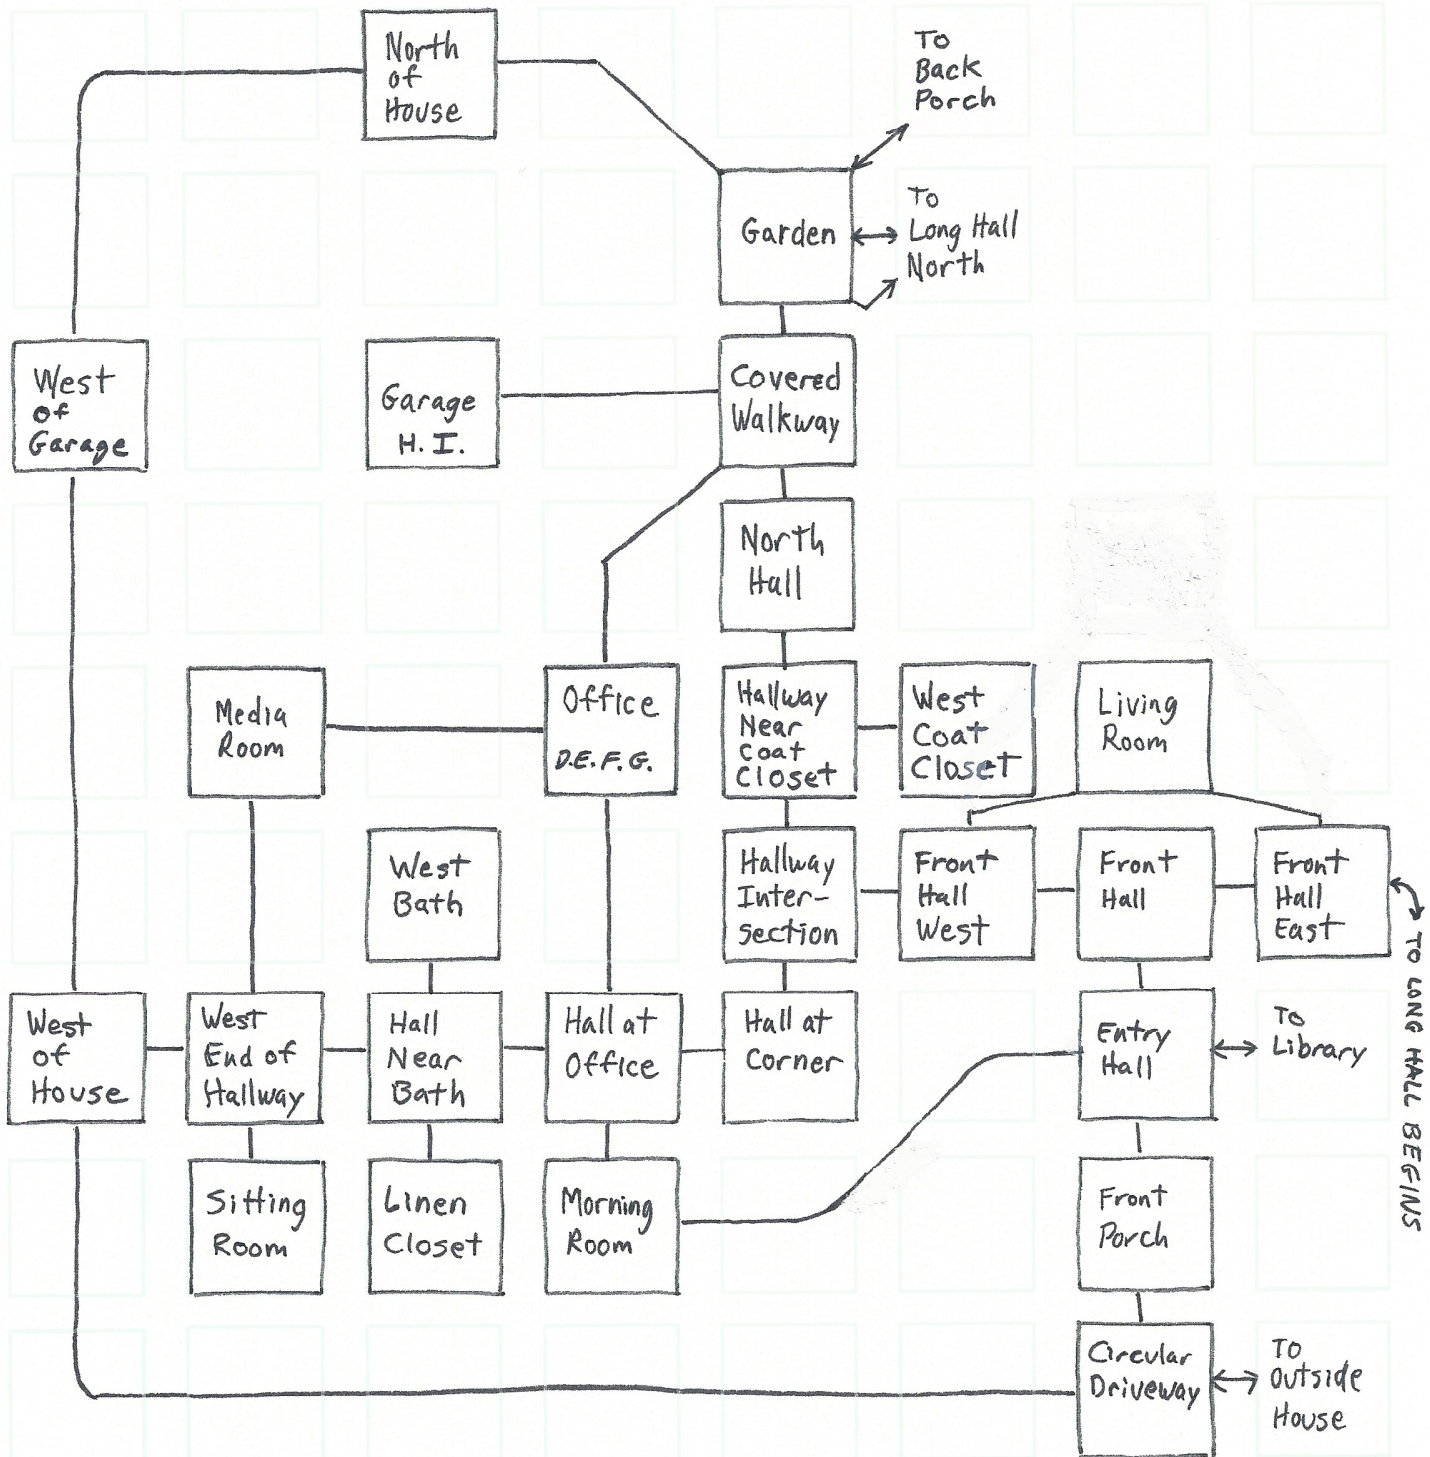 North
of
House
To
Back
Porch
Garden
To
Long Hall
North
West
of
Garage
Garage
H. I.
Covered
Walkway
North
Hall
Media
Room
Office
D.E.F.G.
Hallway
Near
Coat
Closet
West
Coat
Closet
Living
Room
West
Bath
Hallway
Inter-
section
Front
Hall
West
Front
Hall
Front
Hall
East
TO LONG HALL BEGINS
West
of
House
West
End of
Hallway
Hall
Near
Bath
Hall at
Office
Hall at
Corner
Entry
Hall
To
Library
Sitting
Room
Linen
Closet
Morning
Room
Front
Porch
Circular
Driveway
To
Outside
House